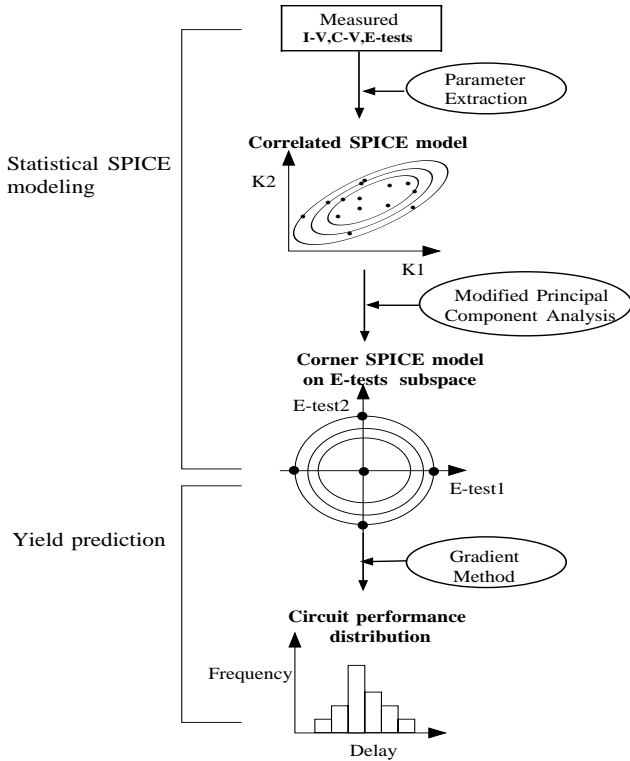 Measured
I-V,C-V,E-tests
Parameter
Extraction
Correlated SPICE model
Statistical SPICE
modeling
K2
K1
Modified Principal
Component Analysis
Corner SPICE model
on E-tests subspace
E-test2
E-test1
Yield prediction
Gradient
Method
Circuit performance
distribution
Frequency
Delay